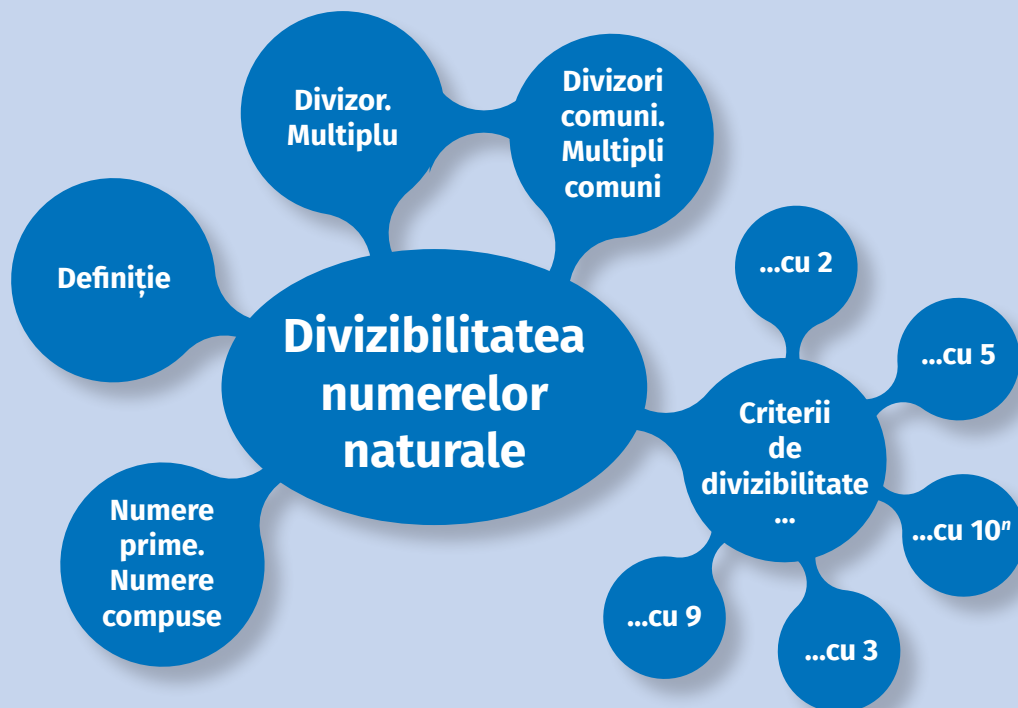 Divizor.
Multiplu
Divizori
comuni.
Multipli
comuni
Definiție
Divizibilitatea
numerelor
naturale
Numere
prime.
Numere
compuse
Criterii
de
divizibilitate
...
...cu 2
...cu 5
...cu 10ⁿ
...cu 3
...cu 9